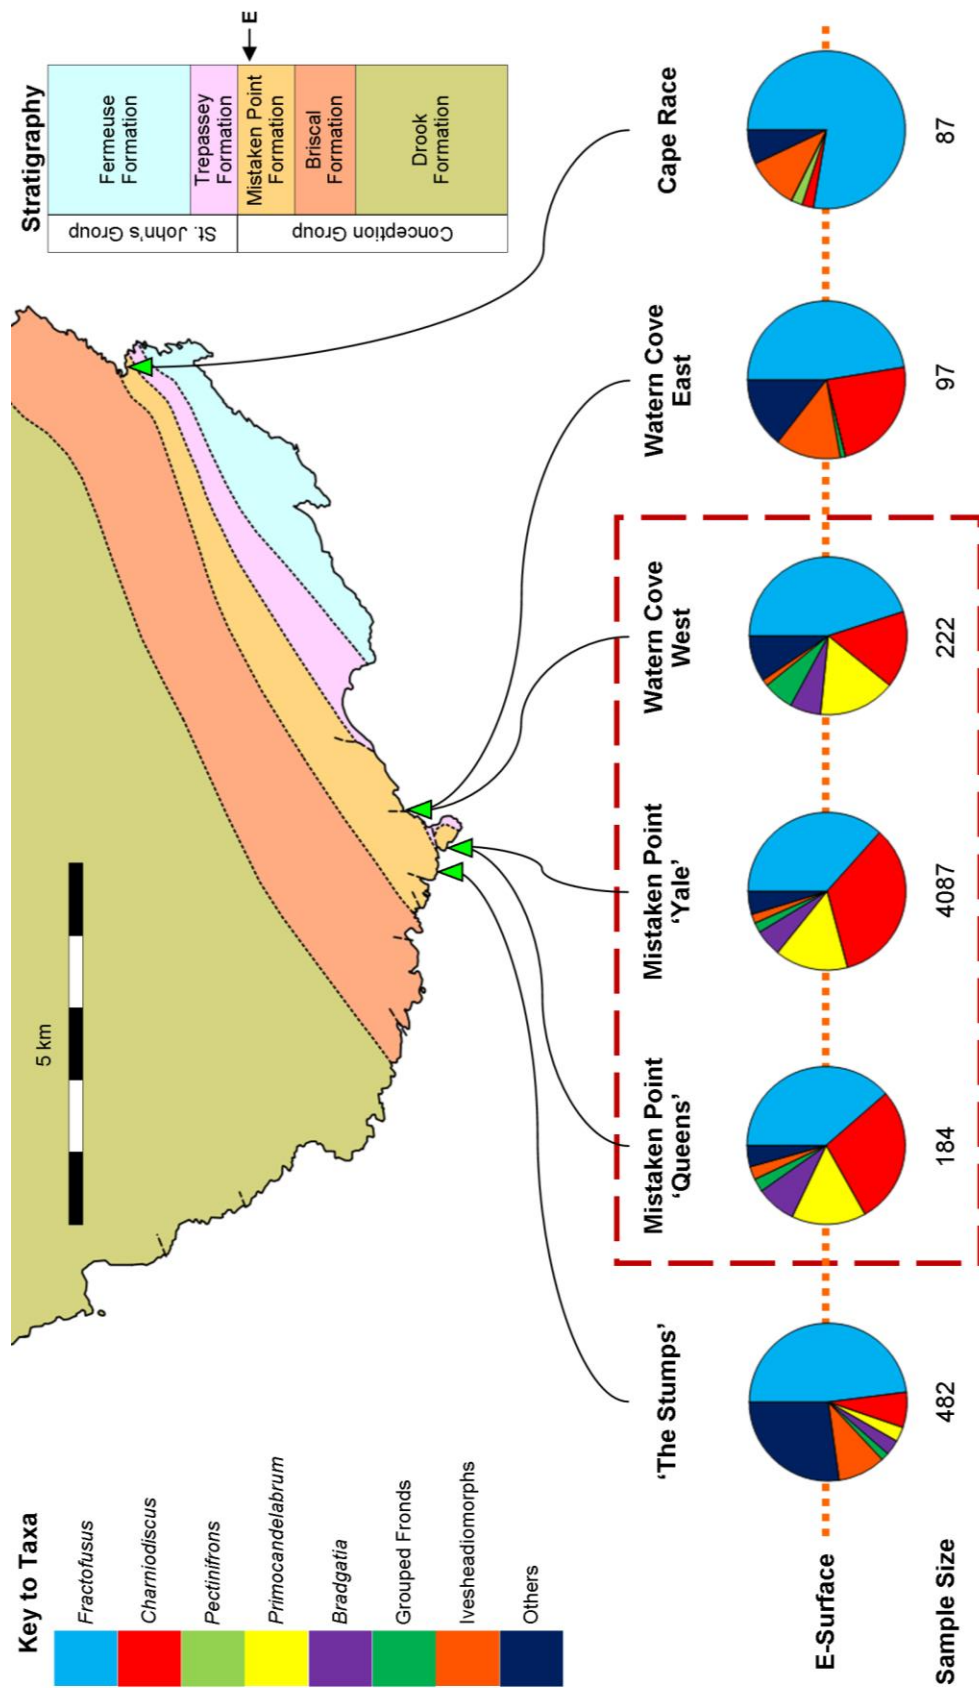 Key to Taxa
Fractofusus
Charniodiscus
Pectinifrons
Primocandelabrum
Bradgatia
Grouped Fronds
Ivesheadiomorphs
Others
5 km
Stratigraphy
St. John's Group
Conception Group
Fermeuse
Formation
Trepassey
Formation
Mistaken Point
Formation
Briscal
Formation
Drook
Formation
E
'The Stumps'
Mistaken Point
'Queens'
Mistaken Point
'Yale'
Watern Cove
West
Watern Cove
East
Cape Race
E-Surface
Sample Size
482
184
4087
222
97
87